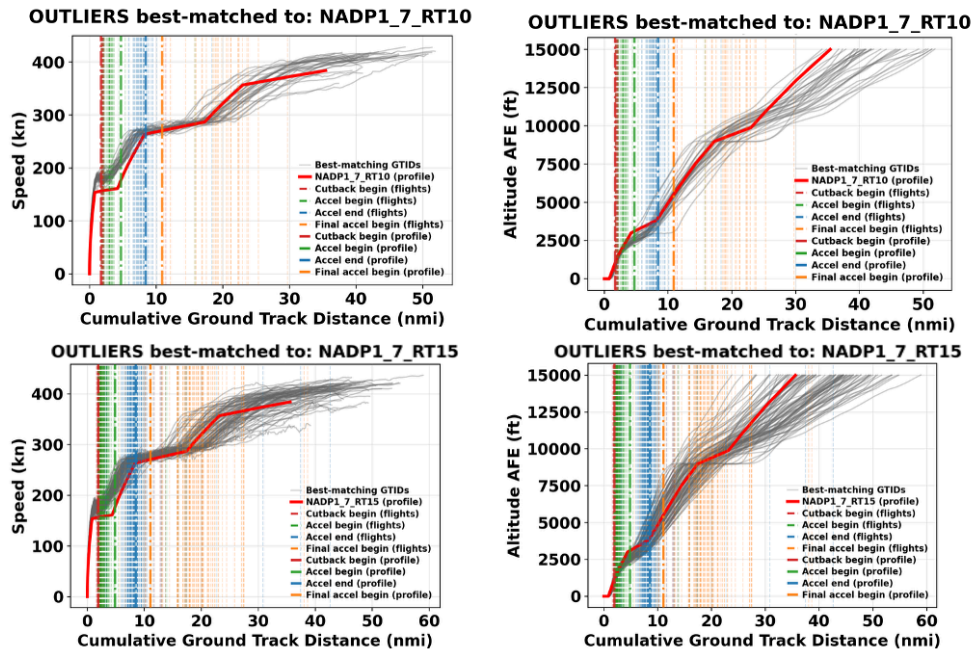 OUTLIERS best-matched to: NADP1_7_RT10
Speed (kn)
400
300
200
100
0
0 10 20 30 40 50
Cumulative Ground Track Distance (nmi)
Best-matching GTIDs
NADP1_7_RT10 (profile)
Cutback begin (flights)
Accel begin (flights)
Accel end (flights)
Final accel begin (flights)
Cutback begin (profile)
Accel begin (profile)
Accel end (profile)
Final accel begin (profile)
OUTLIERS best-matched to: NADP1_7_RT10
Altitude AFE (ft)
15000
12500
10000
7500
5000
2500
0
0 10 20 30 40 50
Cumulative Ground Track Distance (nmi)
Best-matching GTIDs
NADP1_7_RT10 (profile)
Cutback begin (flights)
Accel begin (flights)
Accel end (flights)
Final accel begin (flights)
Cutback begin (profile)
Accel begin (profile)
Accel end (profile)
Final accel begin (profile)
OUTLIERS best-matched to: NADP1_7_RT15
Speed (kn)
400
300
200
100
0
0 10 20 30 40 50 60
Cumulative Ground Track Distance (nmi)
Best-matching GTIDs
NADP1_7_RT15 (profile)
Cutback begin (flights)
Accel begin (flights)
Accel end (flights)
Final accel begin (flights)
Cutback begin (profile)
Accel begin (profile)
Accel end (profile)
Final accel begin (profile)
OUTLIERS best-matched to: NADP1_7_RT15
Altitude AFE (ft)
15000
12500
10000
7500
5000
2500
0
0 10 20 30 40 50 60
Cumulative Ground Track Distance (nmi)
Best-matching GTIDs
NADP1_7_RT15 (profile)
Cutback begin (flights)
Accel begin (flights)
Accel end (flights)
Final accel begin (flights)
Cutback begin (profile)
Accel begin (profile)
Accel end (profile)
Final accel begin (profile)